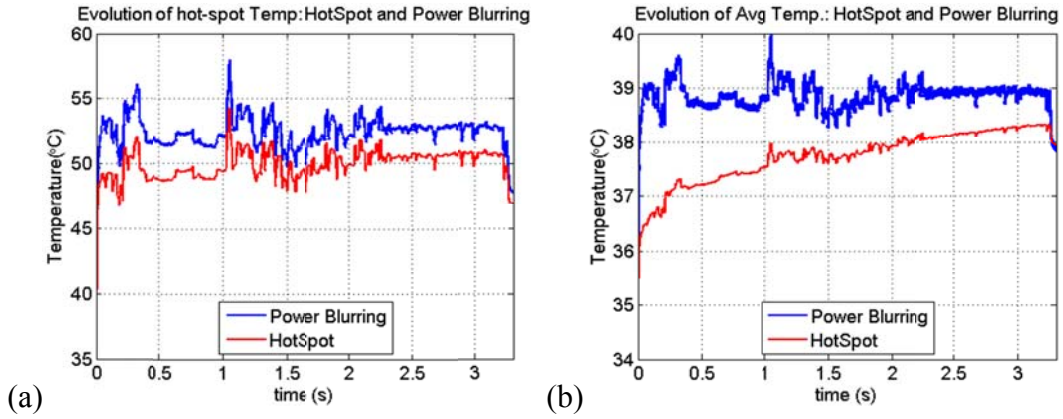 Evolution of hot-spot Temp:HotSpot and Power Blurring
60
55
50
45
40
35
Temperature(°C)
0
0.5
1
1.5
2
2.5
3
time (s)
Power Blurring
HotSpot
(a)
Evolution of Avg Temp.: HotSpot and Power Blurring
40
39
38
37
36
35
34
Temperature(°C)
0
0.5
1
1.5
2
2.5
3
time (s)
Power Blurring
HotSpot
(b)